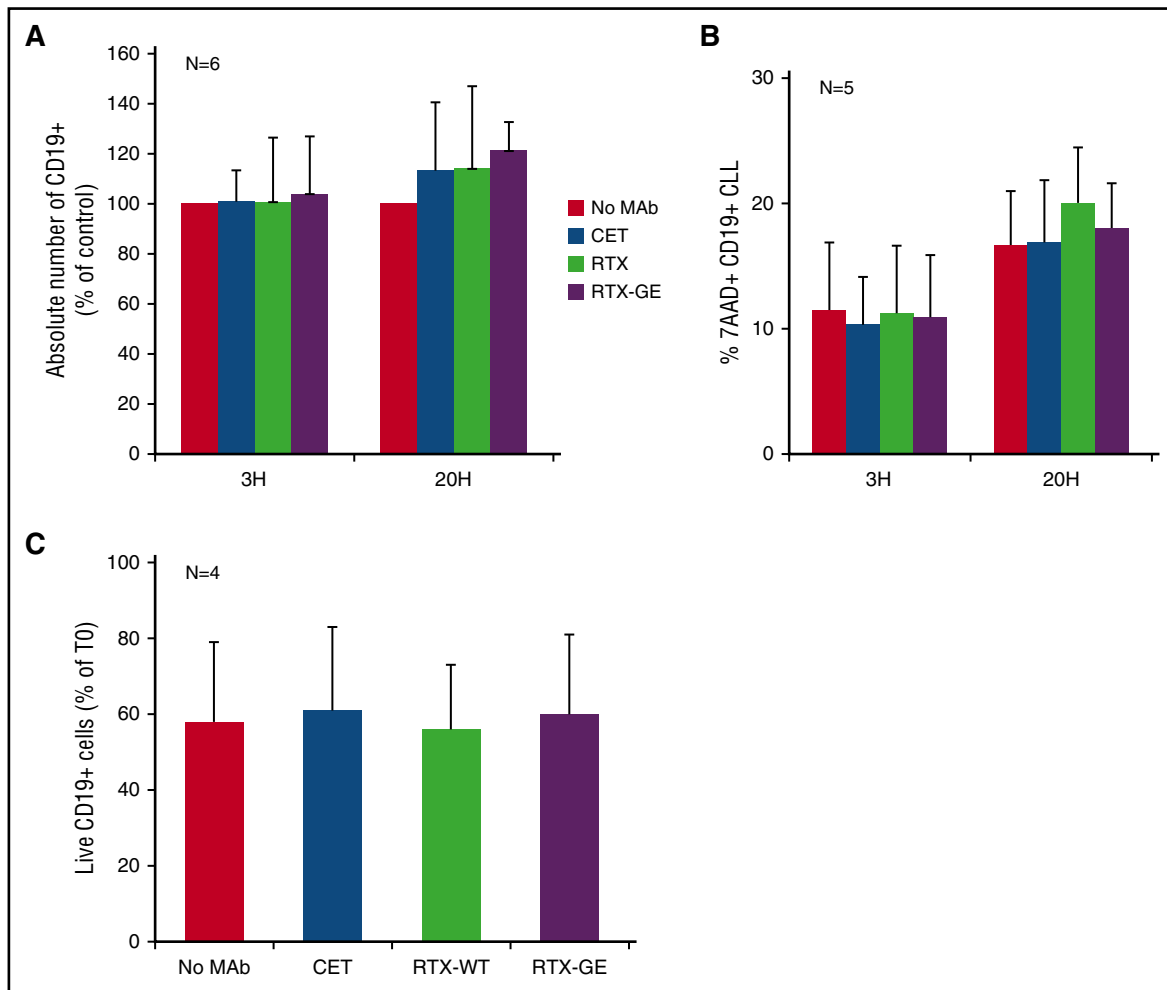 A
160
140
120
100
80
60
40
20
0
Absolute number of CD19+
(% of control)
N=6
3H
20H
No MAb
CET
RTX
RTX-GE
B
30
20
10
0
% 7AAD+ CD19+ CLL
N=5
3H
20H
C
100
80
60
40
20
0
Live CD19+ cells (% of T0)
N=4
No MAb
CET
RTX-WT
RTX-GE